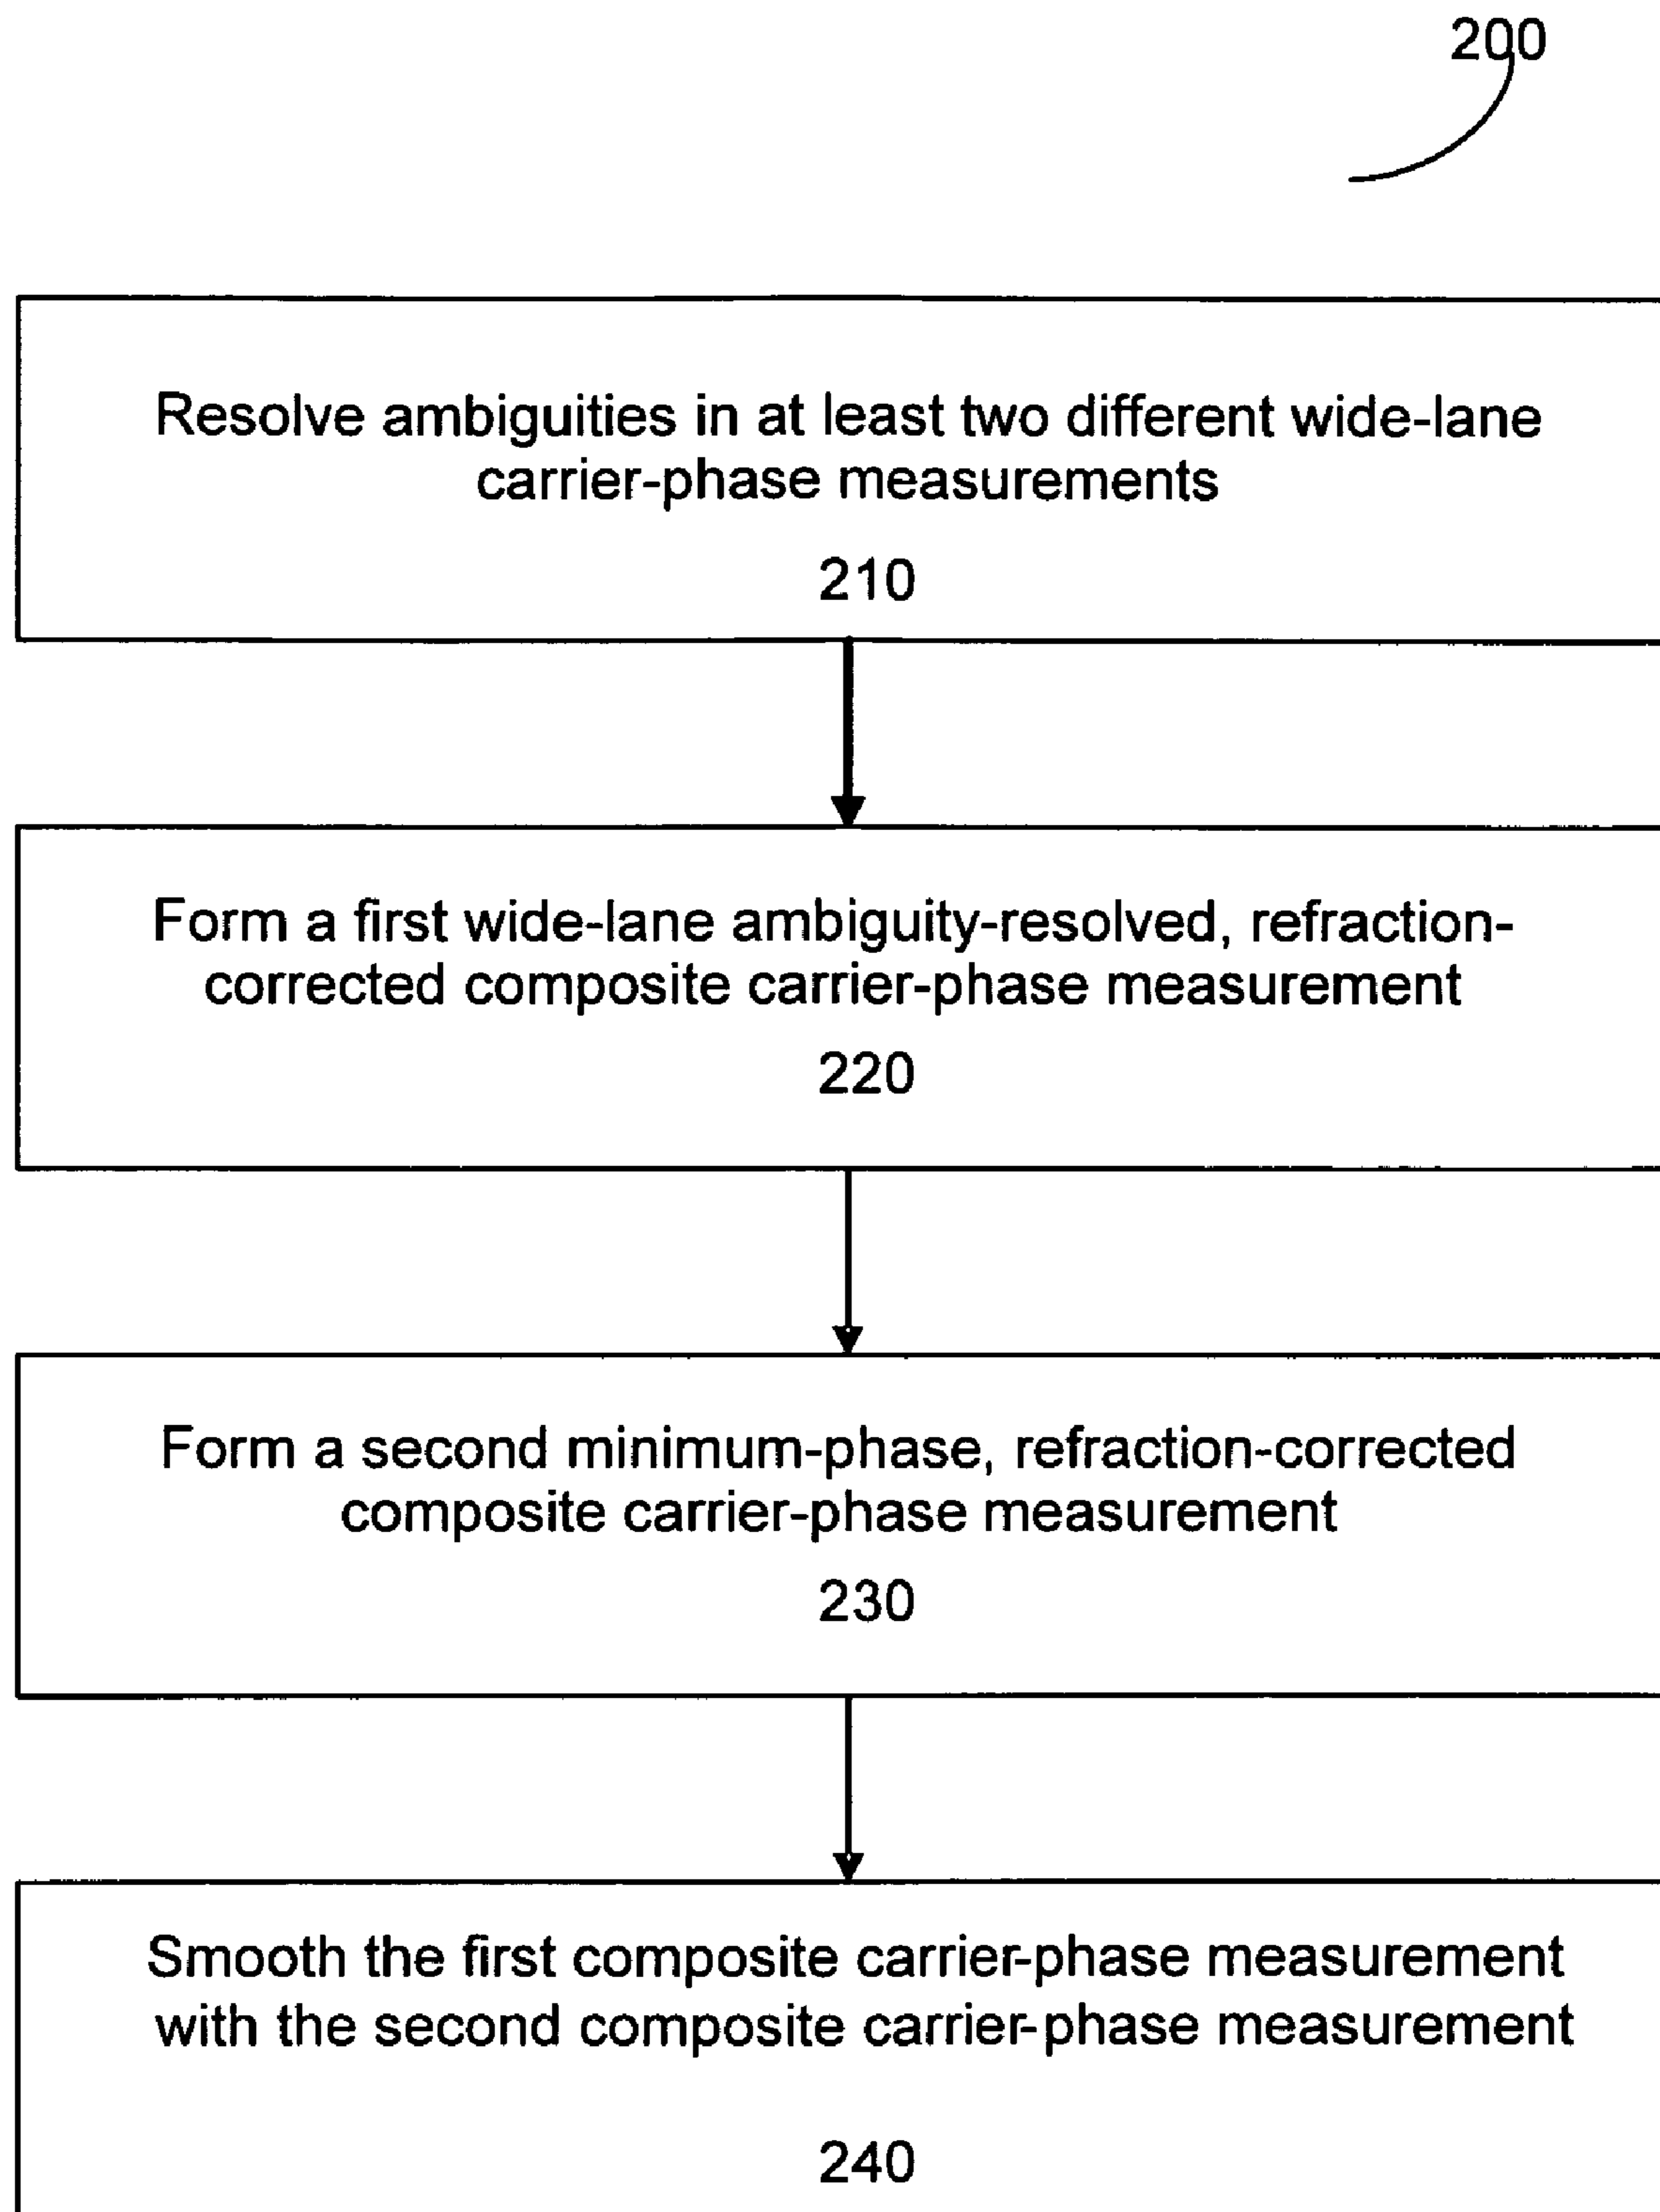 200
Resolve ambiguities in at least two different wide-lane
carrier-phase measurements
210
Form a first wide-lane ambiguity-resolved, refraction-
corrected composite carrier-phase measurement
220
Form a second minimum-phase, refraction-corrected
composite carrier-phase measurement
230
Smooth the first composite carrier-phase measurement
with the second composite carrier-phase measurement
240